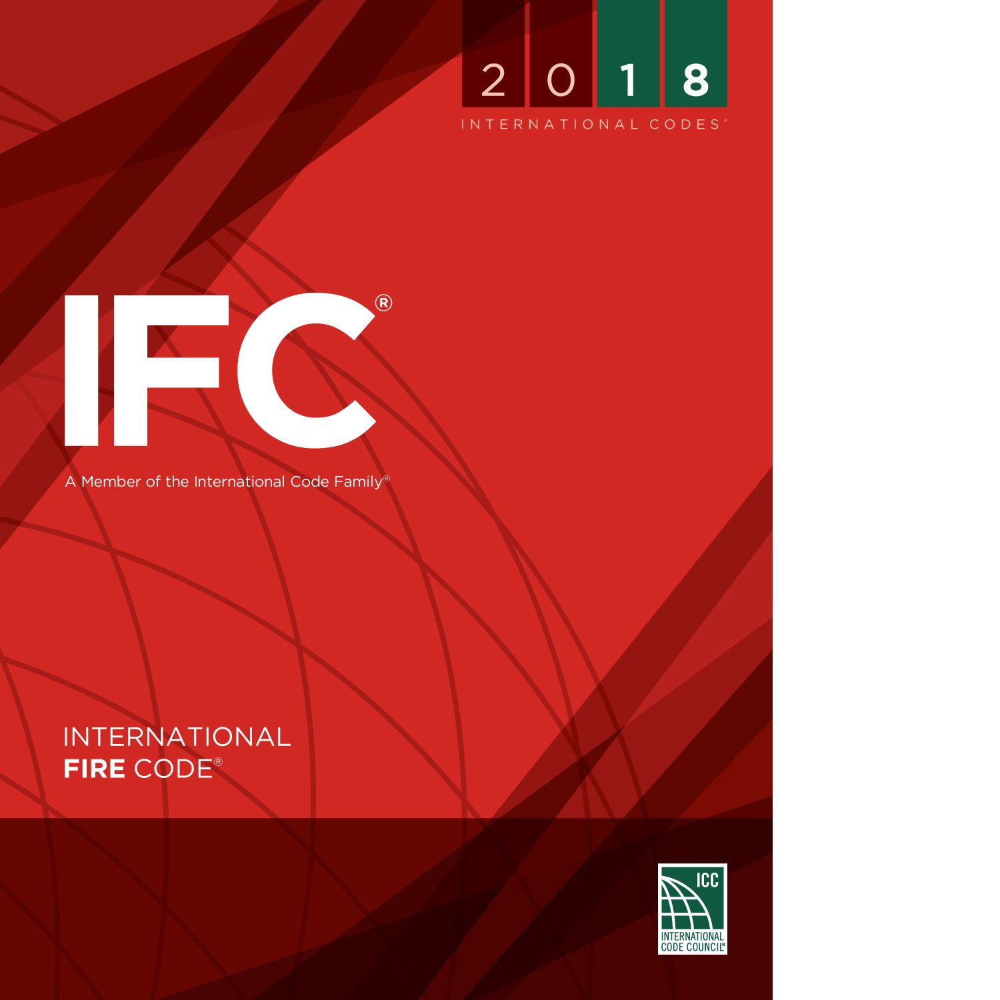 2018
INTERNATIONAL CODES®
IFC®
A Member of the International Code Family®
INTERNATIONAL
FIRE CODE®
ICC
INTERNATIONAL
CODE COUNCIL®